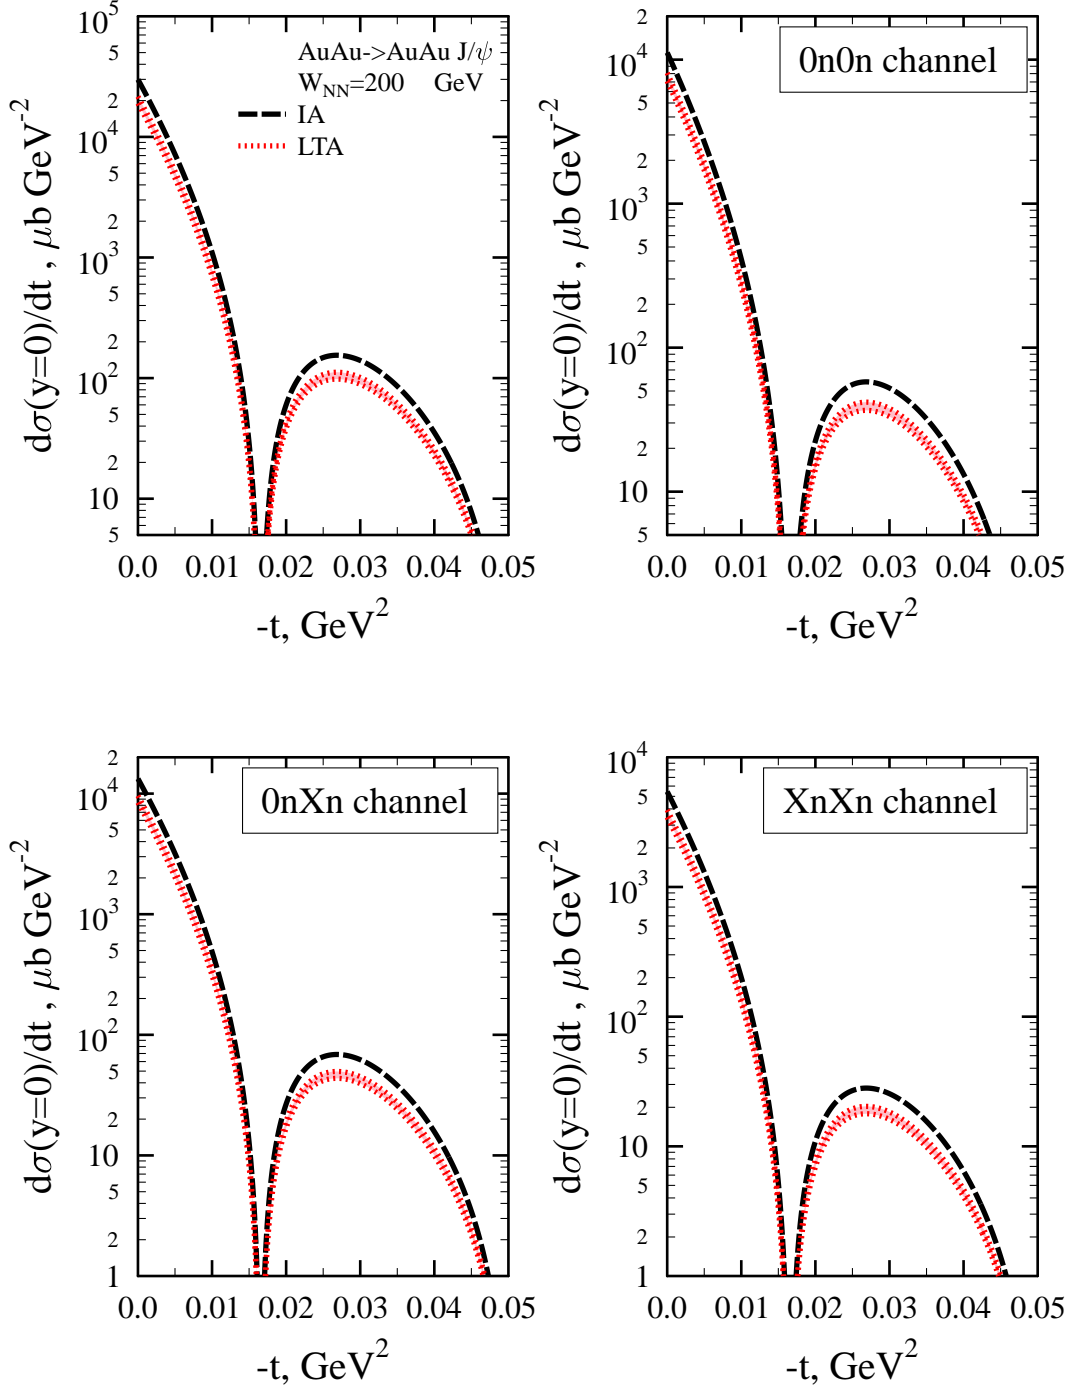 AuAu->AuAu J/ψ
W_NN=200 GeV
IA
LTA
10^5
5
2
10^4
5
2
10^3
5
2
10^2
5
2
10
5
dσ(y=0)/dt , μb GeV^-2
0.0 0.01 0.02 0.03 0.04 0.05
-t, GeV^2
0n0n channel
2
10^4
5
2
10^3
5
2
10^2
5
2
10
5
dσ(y=0)/dt , μb GeV^-2
0.0 0.01 0.02 0.03 0.04 0.05
-t, GeV^2
0nXn channel
2
10^4
5
2
10^3
5
2
10^2
5
2
10
5
2
1
dσ(y=0)/dt , μb GeV^-2
0.0 0.01 0.02 0.03 0.04 0.05
-t, GeV^2
XnXn channel
10^4
5
2
10^3
5
2
10^2
5
2
10
5
2
1
dσ(y=0)/dt , μb GeV^-2
0.0 0.01 0.02 0.03 0.04 0.05
-t, GeV^2